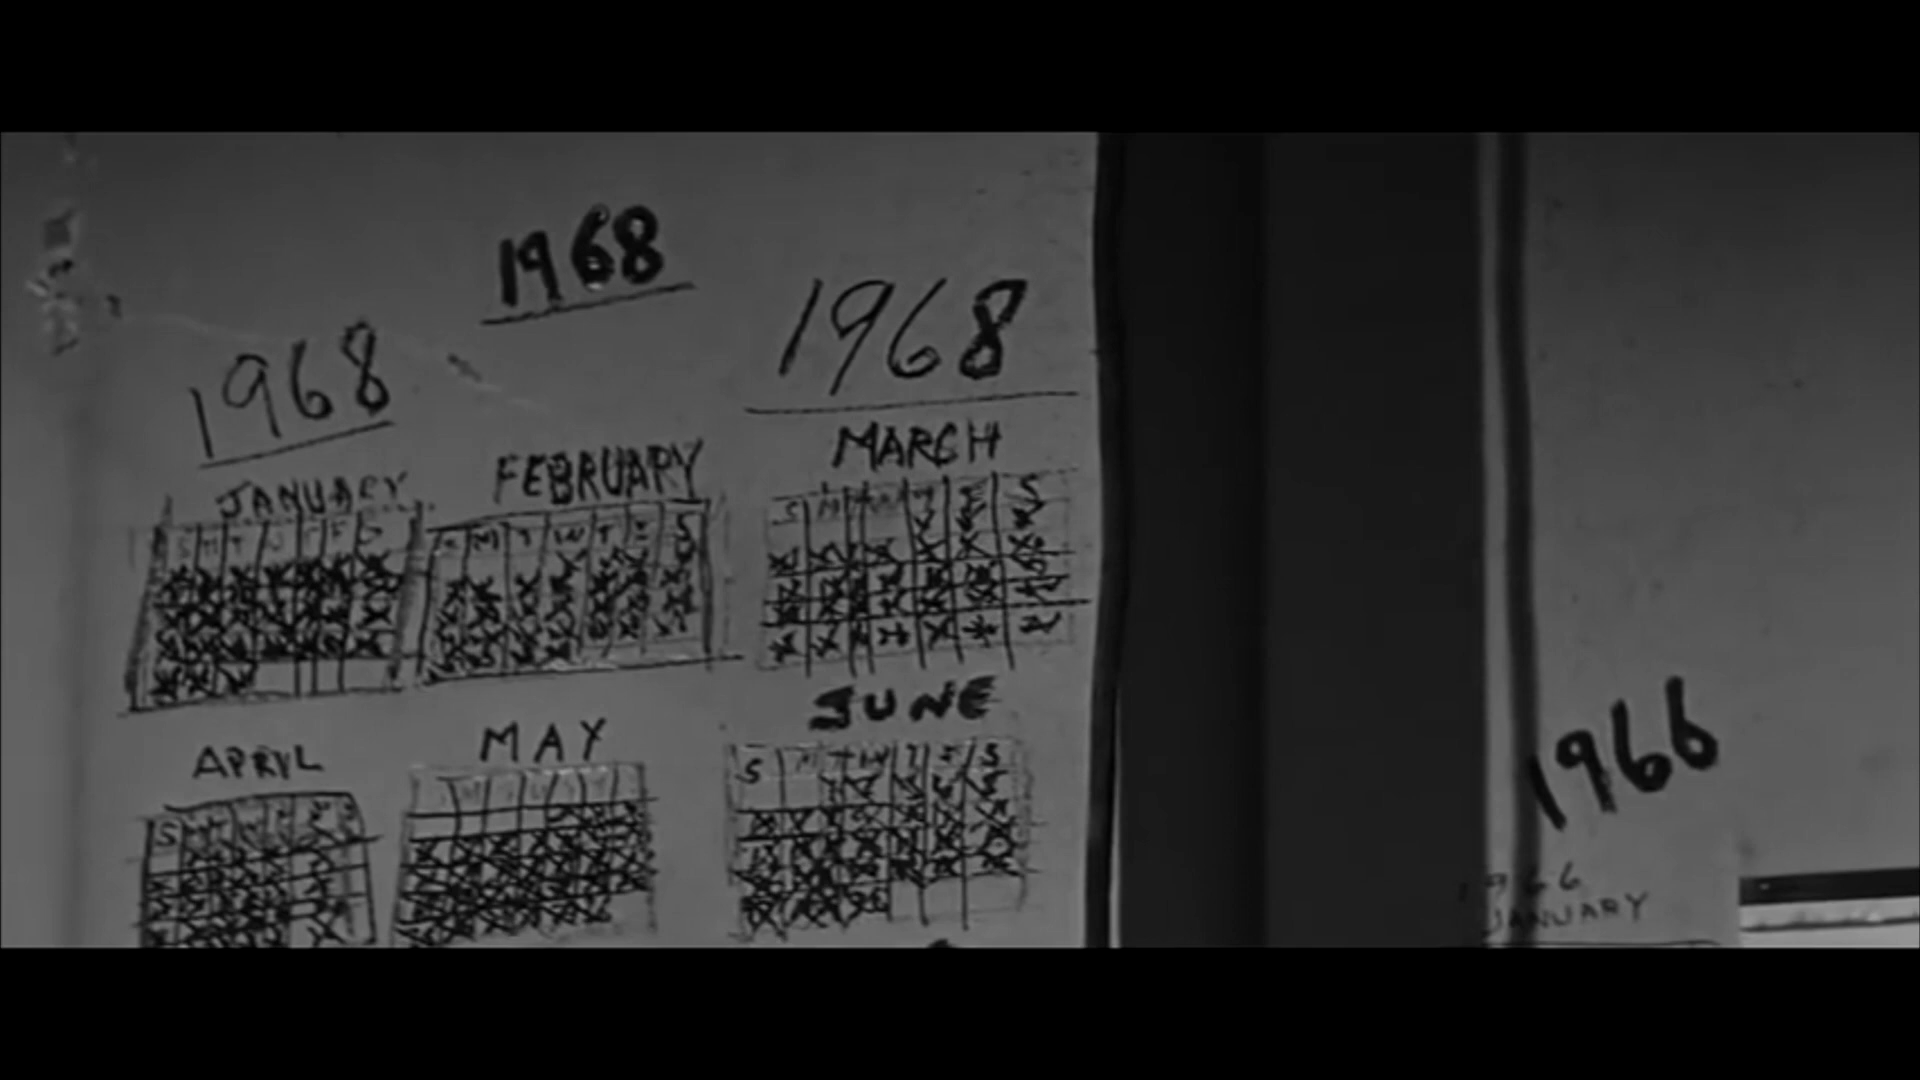 1968
1968
1968
JANUARY
FEBRUARY
MARCH
S M T W T F S
APRIL
MAY
JUNE
S M T W T F S
1966
1966
JANUARY